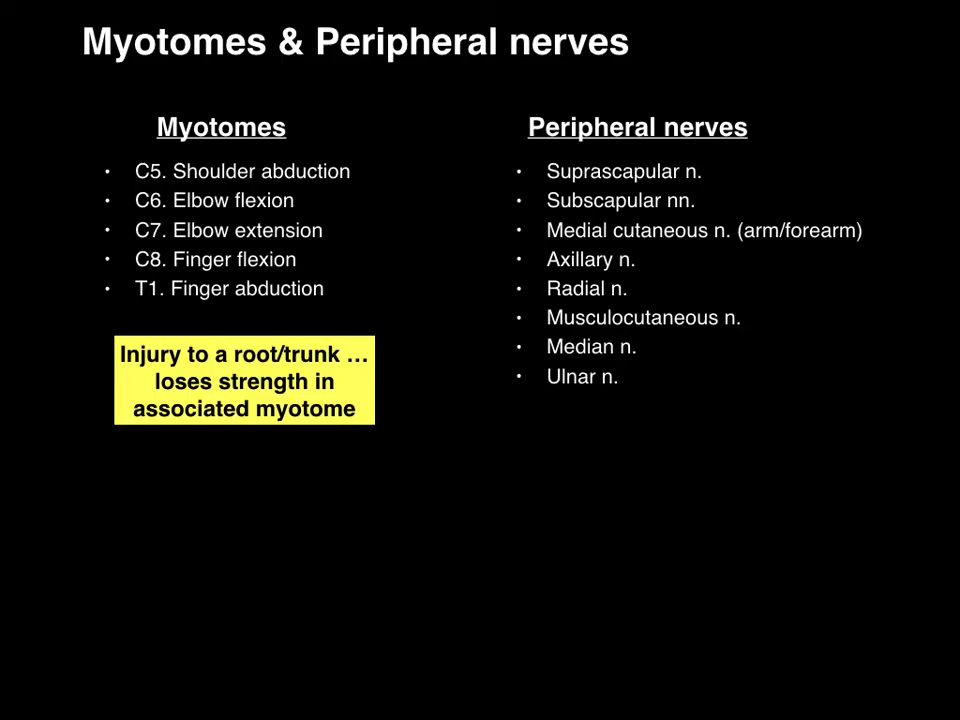 Myotomes & Peripheral nerves
Myotomes
• C5. Shoulder abduction
• C6. Elbow flexion
• C7. Elbow extension
• C8. Finger flexion
• T1. Finger abduction
Injury to a root/trunk …
loses strength in
associated myotome
Peripheral nerves
• Suprascapular n.
• Subscapular nn.
• Medial cutaneous n. (arm/forearm)
• Axillary n.
• Radial n.
• Musculocutaneous n.
• Median n.
• Ulnar n.